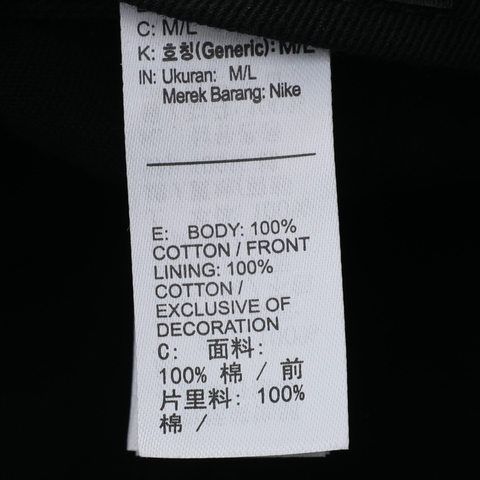 C: M/L
K: 호칭(Generic): M/L
IN: Ukuran: M/L
Merek Barang: Nike
E: BODY: 100%
COTTON / FRONT
LINING: 100%
COTTON /
EXCLUSIVE OF
DECORATION
C: 面料:
100% 棉 / 前
片里料: 100%
棉 /